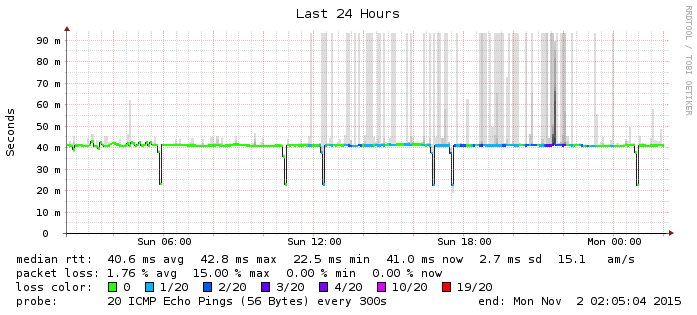 Last 24 Hours
RRDTOOL / TOBI OETIKER
Seconds
90 m
80 m
70 m
60 m
50 m
40 m
30 m
20 m
10 m
0
Sun 06:00 Sun 12:00 Sun 18:00 Mon 00:00
median rtt: 40.6 ms avg 42.8 ms max 22.5 ms min 41.0 ms now 2.7 ms sd 15.1 am/s
packet loss: 1.76 % avg 15.00 % max 0.00 % min 0.00 % now
loss color: 0 1/20 2/20 3/20 4/20 10/20 19/20
probe: 20 ICMP Echo Pings (56 Bytes) every 300s end: Mon Nov 2 02:05:04 2015